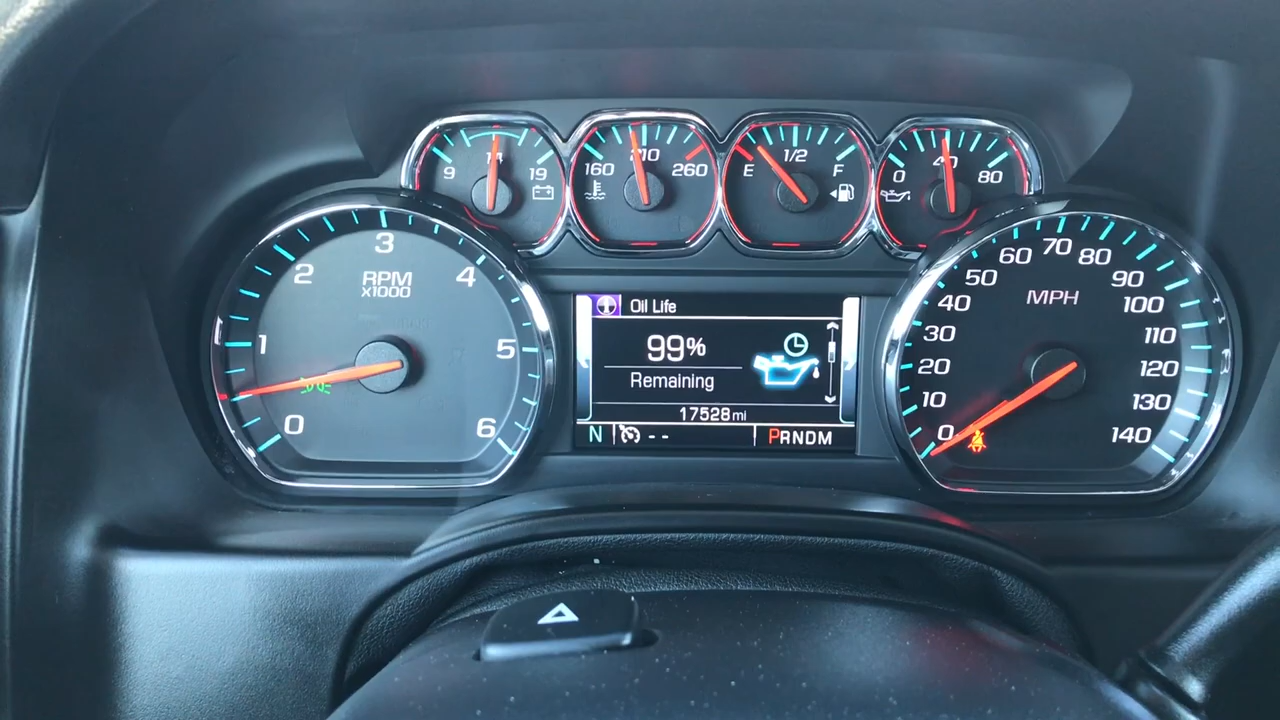 9 14 19
160 210 260
E 1/2 F
0 40 80
0 1 2 3 4 5 6
RPM
X1000
Oil Life
99%
Remaining
17528 mi
N -- PRNDM
0 10 20 30 40 50 60 70 80 90 100 110 120 130 140
MPH